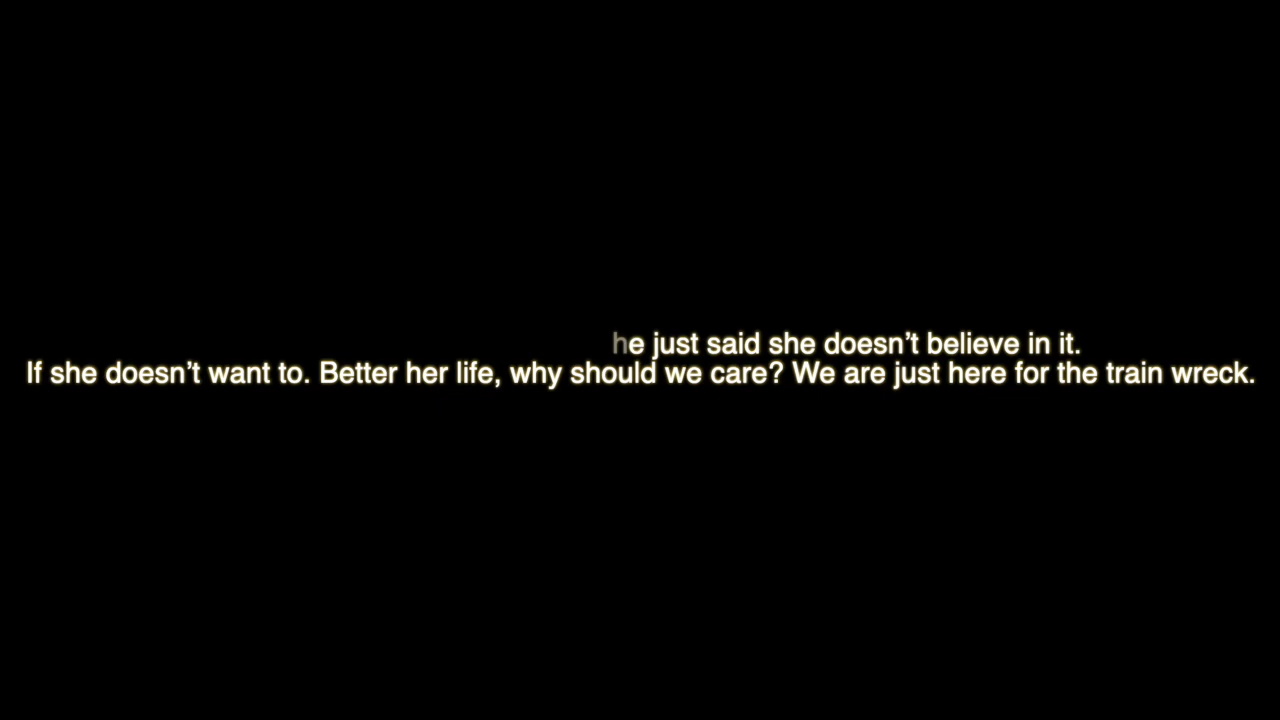 he just said she doesn’t believe in it.
If she doesn’t want to. Better her life, why should we care? We are just here for the train wreck.